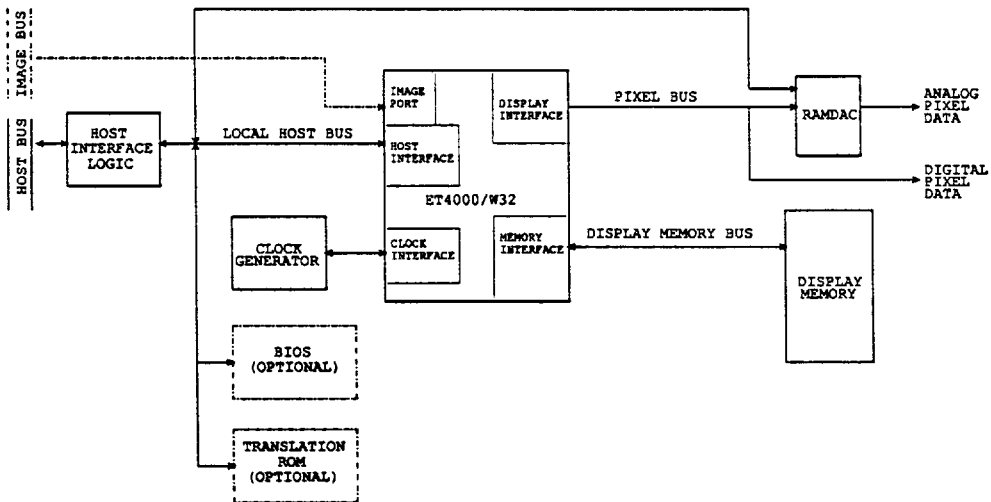 IMAGE BUS
HOST BUS
HOST
INTERFACE
LOGIC
LOCAL HOST BUS
IMAGE
PORT
HOST
INTERFACE
DISPLAY
INTERFACE
ET4000/W32
CLOCK
INTERFACE
MEMORY
INTERFACE
PIXEL BUS
RAMDAC
ANALOG
PIXEL
DATA
DIGITAL
PIXEL
DATA
CLOCK
GENERATOR
DISPLAY MEMORY BUS
DISPLAY
MEMORY
BIOS
(OPTIONAL)
TRANSLATION
ROM
(OPTIONAL)